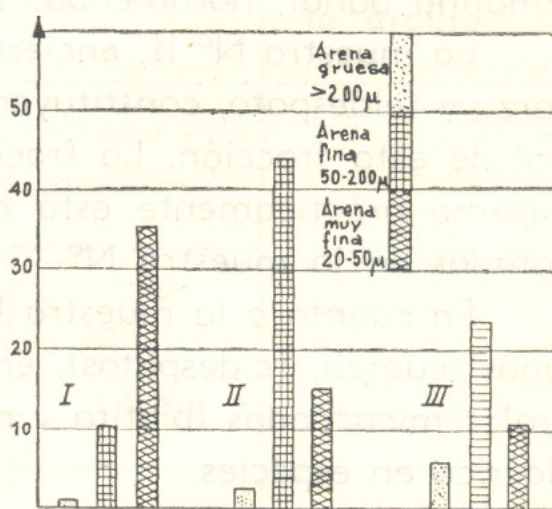 Arena
gruesa
>200μ
50
Arena
fina
50-200μ
40
Arena
muy
fina
20-50μ
30
20
I II III
10